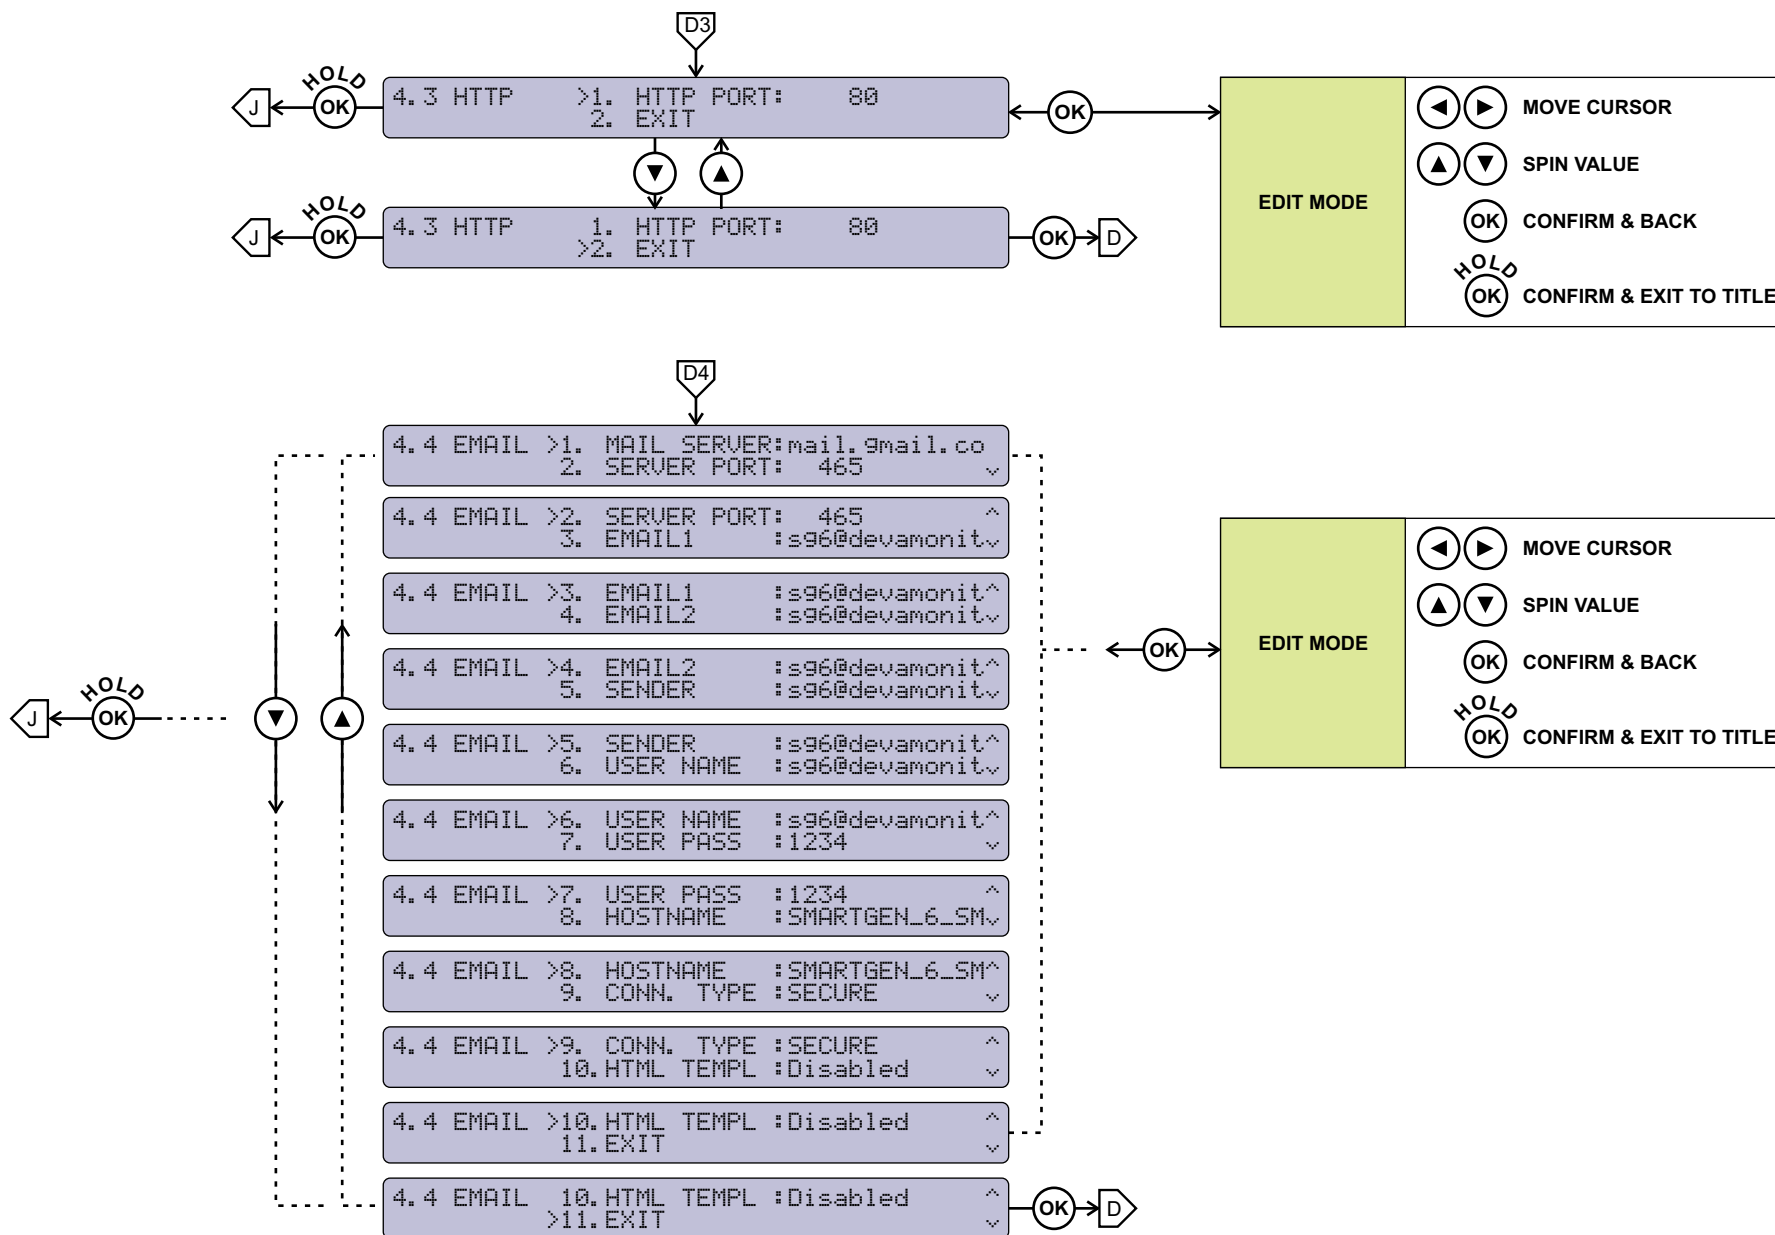 D3
HOLD
J OK 4.3 HTTP >1. HTTP PORT: 80 OK
2. EXIT
HOLD
J OK 4.3 HTTP 1. HTTP PORT: 80 OK D
>2. EXIT
EDIT MODE
MOVE CURSOR
SPIN VALUE
OK CONFIRM & BACK
HOLD
OK CONFIRM & EXIT TO TITLE
D4
4.4 EMAIL >1. MAIL SERVER:mail.gmail.co
2. SERVER PORT: 465
4.4 EMAIL >2. SERVER PORT: 465 ^
3. EMAIL1 :s96@devamonit
4.4 EMAIL >3. EMAIL1 :s96@devamonit^
4. EMAIL2 :s96@devamonit
4.4 EMAIL >4. EMAIL2 :s96@devamonit^
5. SENDER :s96@devamonit
HOLD
J OK
4.4 EMAIL >5. SENDER :s96@devamonit^
6. USER NAME :s96@devamonit
4.4 EMAIL >6. USER NAME :s96@devamonit^
7. USER PASS :1234
4.4 EMAIL >7. USER PASS :1234 ^
8. HOSTNAME :SMARTGEN_6_SM
4.4 EMAIL >8. HOSTNAME :SMARTGEN_6_SM^
9. CONN. TYPE :SECURE
4.4 EMAIL >9. CONN. TYPE :SECURE ^
10.HTML TEMPL :Disabled
4.4 EMAIL >10.HTML TEMPL :Disabled ^
11.EXIT
4.4 EMAIL 10.HTML TEMPL :Disabled ^
>11.EXIT
OK D
OK
EDIT MODE
MOVE CURSOR
SPIN VALUE
OK CONFIRM & BACK
HOLD
OK CONFIRM & EXIT TO TITLE